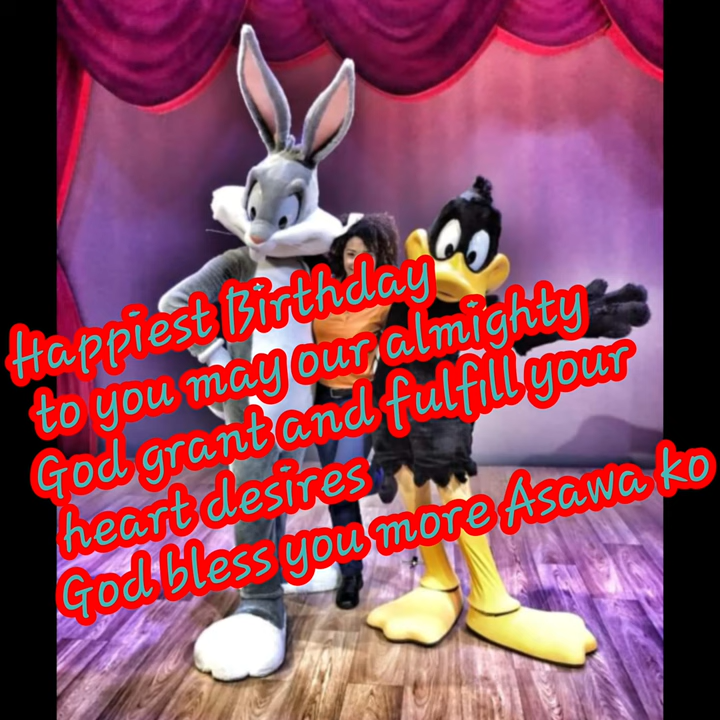 Happiest Birthday
to you may our almighty
God grant and fulfill your
heart desires
God bless you more Asawa ko